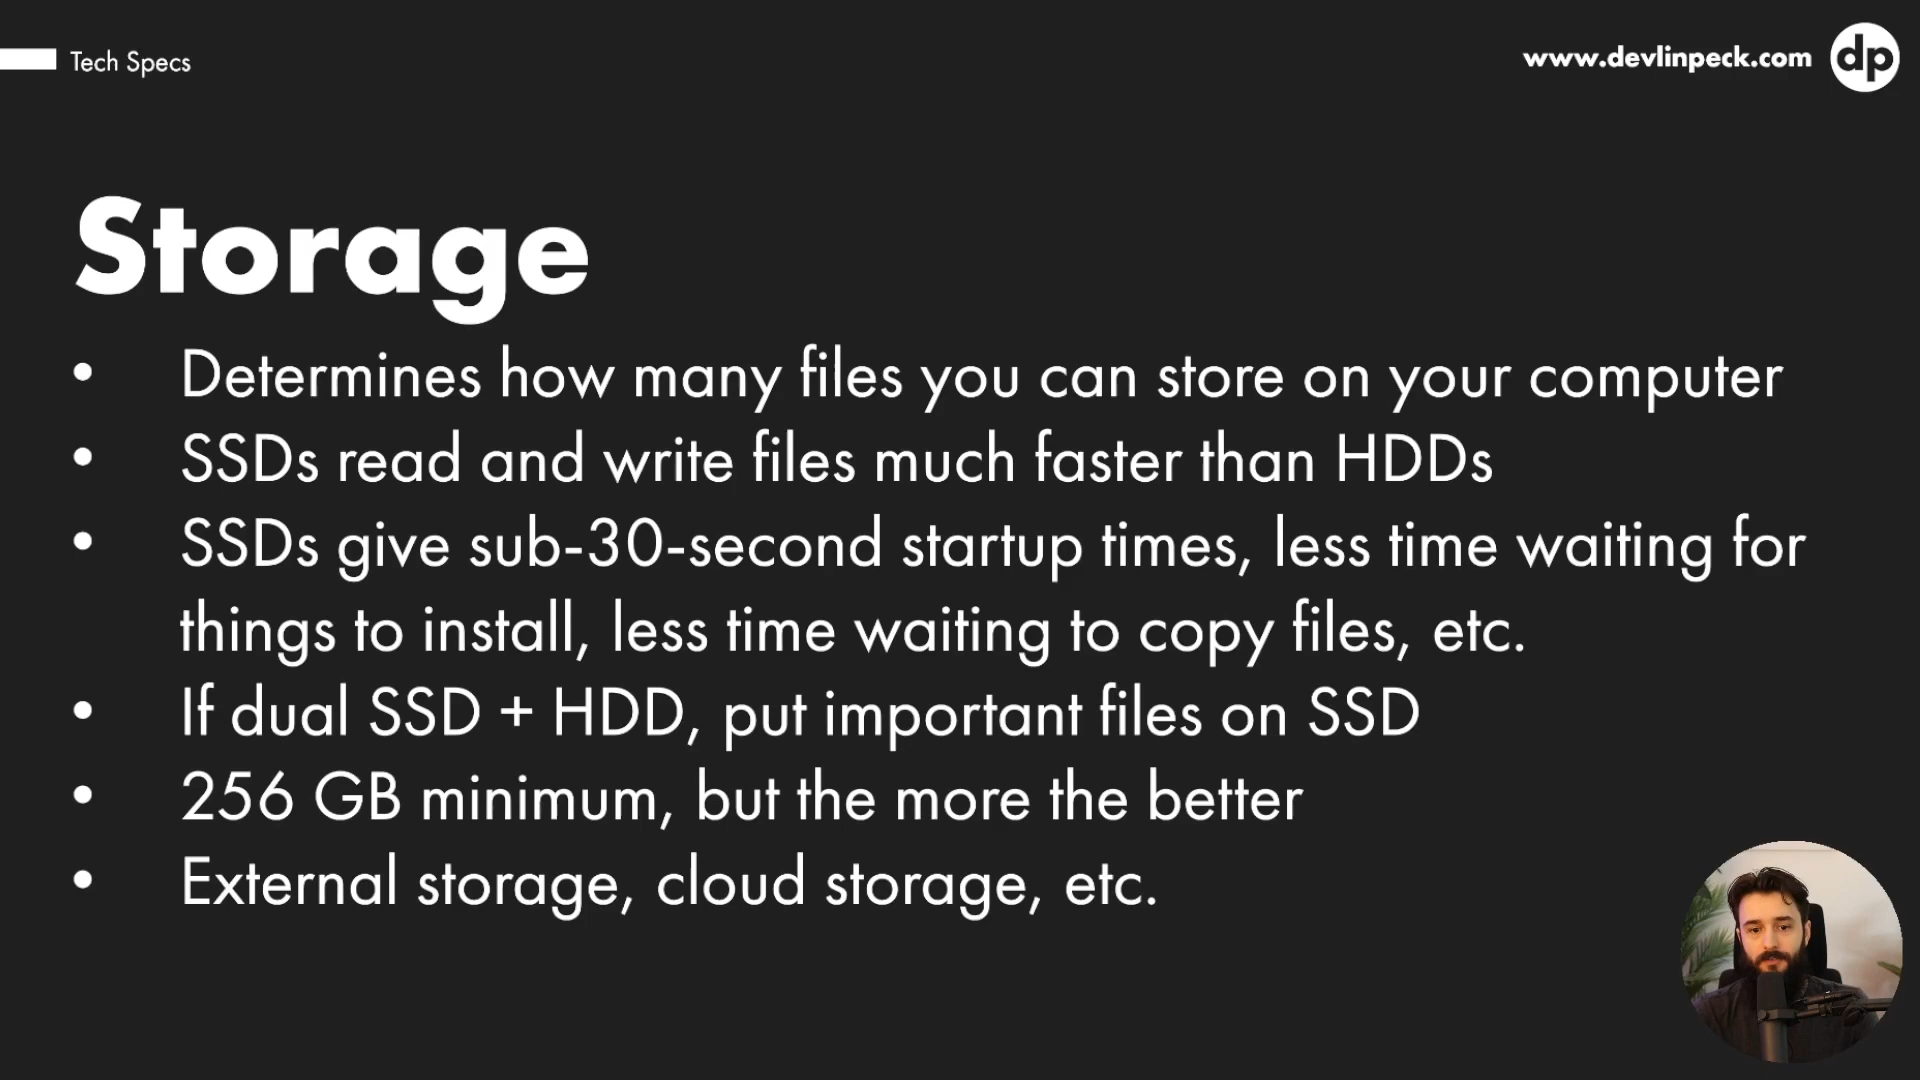 Tech Specs
www.devlinpeck.com
dp
Storage
• Determines how many files you can store on your computer
• SSDs read and write files much faster than HDDs
• SSDs give sub-30-second startup times, less time waiting for
things to install, less time waiting to copy files, etc.
• If dual SSD + HDD, put important files on SSD
• 256 GB minimum, but the more the better
• External storage, cloud storage, etc.